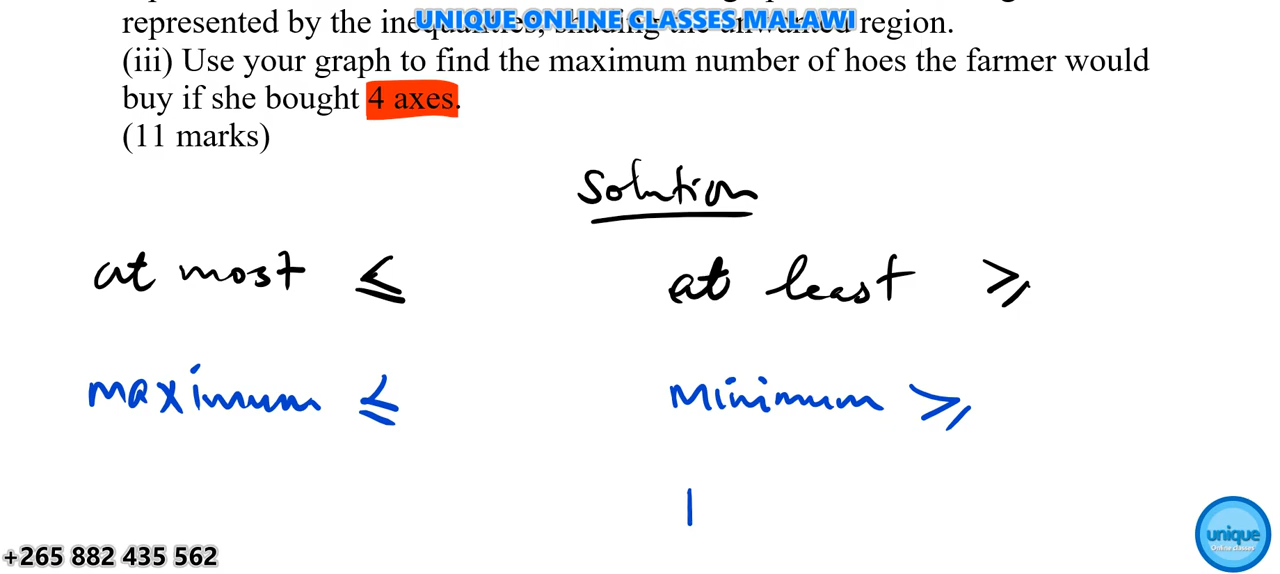 UNIQUE ONLINE CLASSES MALAWI
represented by the inequalities, shading the unwanted region.
(iii) Use your graph to find the maximum number of hoes the farmer would
buy if she bought 4 axes.
(11 marks)
Solution
at most ≤ at least ≥
maximum ≤ Minimum ≥
+265 882 435 562
unique
Online classes